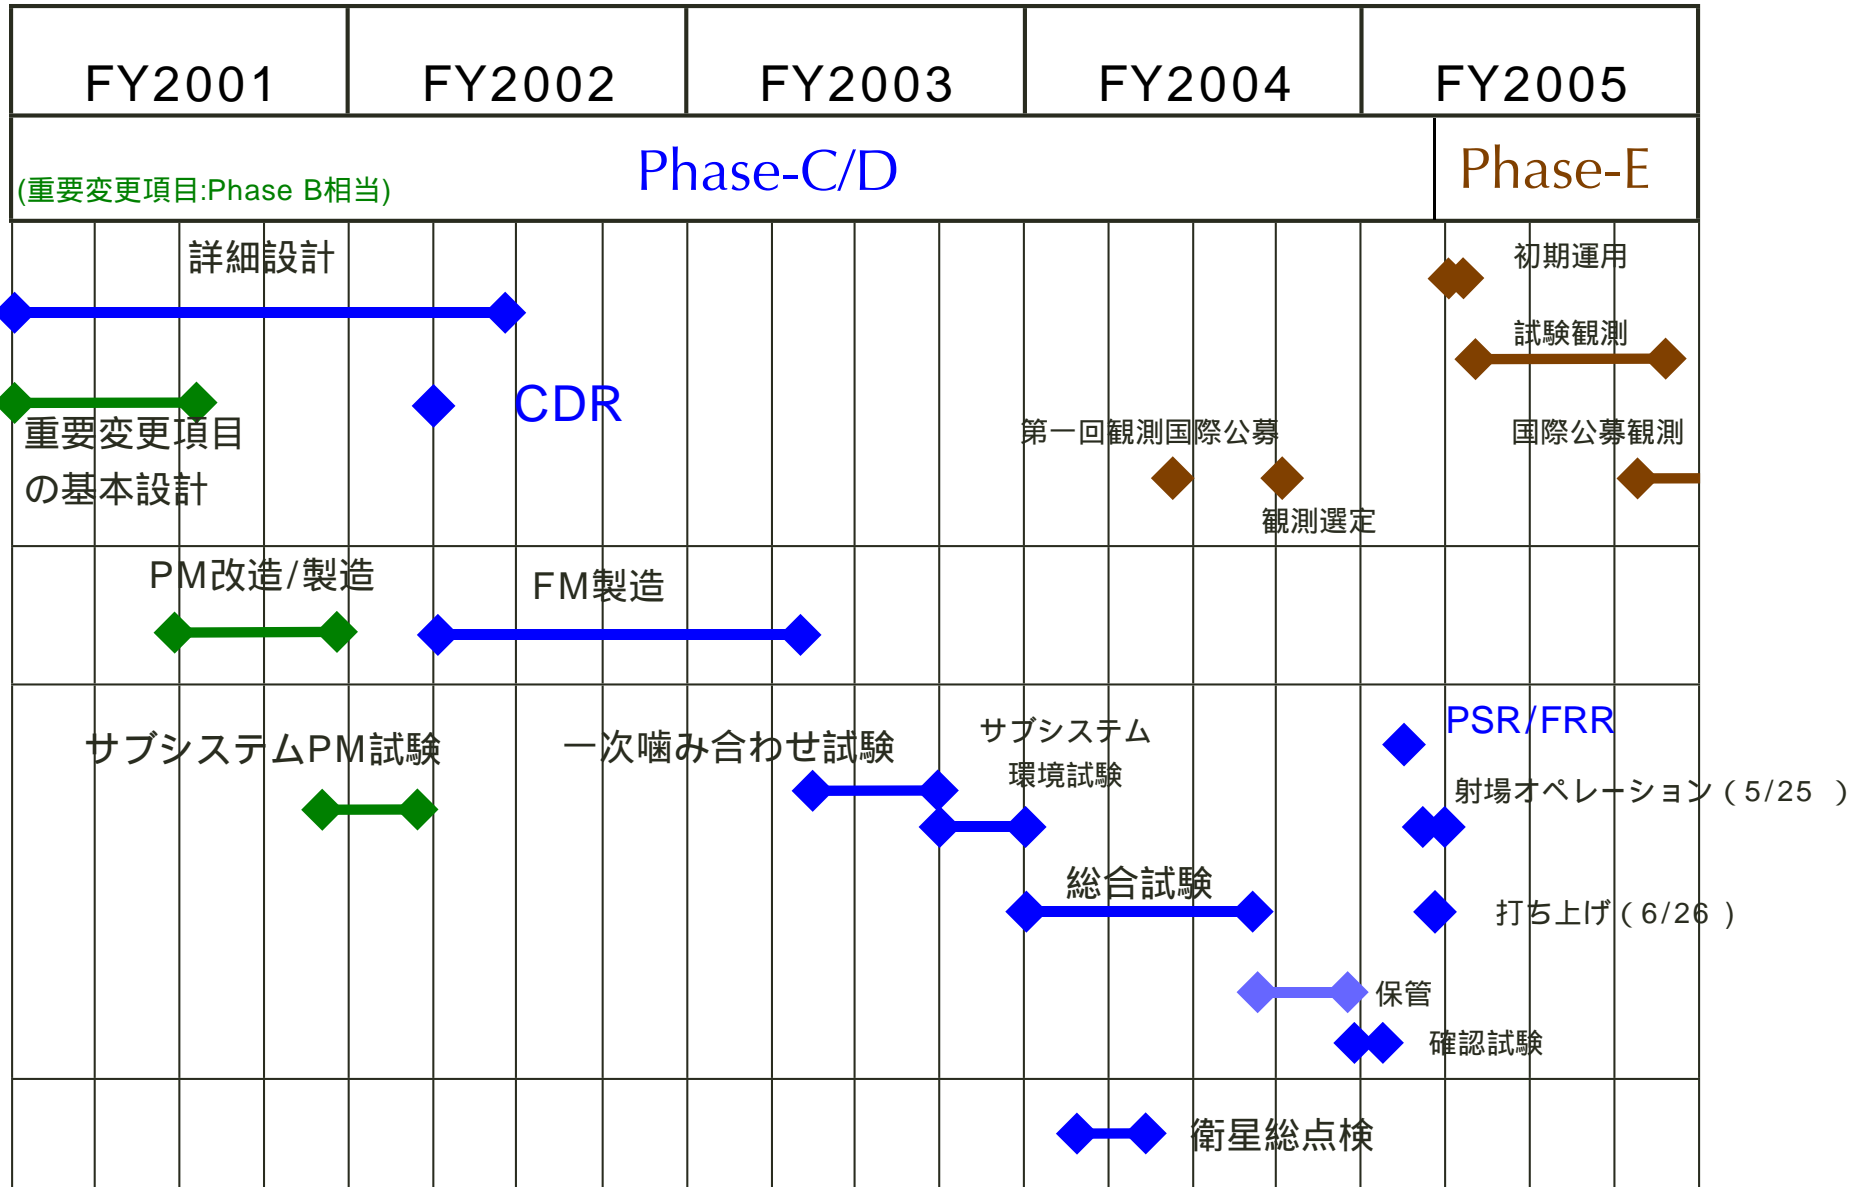 FY2001 FY2002 FY2003 FY2004 FY2005
(重要変更項目:Phase B相当)
Phase-C/D
Phase-E
詳細設計
初期運用
試験観測
CDR
重要変更項目
の基本設計
第一回観測国際公募
国際公募観測
観測選定
PM改造/製造
FM製造
サブシステムPM試験
一次噛み合わせ試験
サブシステム
環境試験
PSR/FRR
射場オペレーション(5/25 )
総合試験
打ち上げ(6/26 )
保管
確認試験
衛星総点検